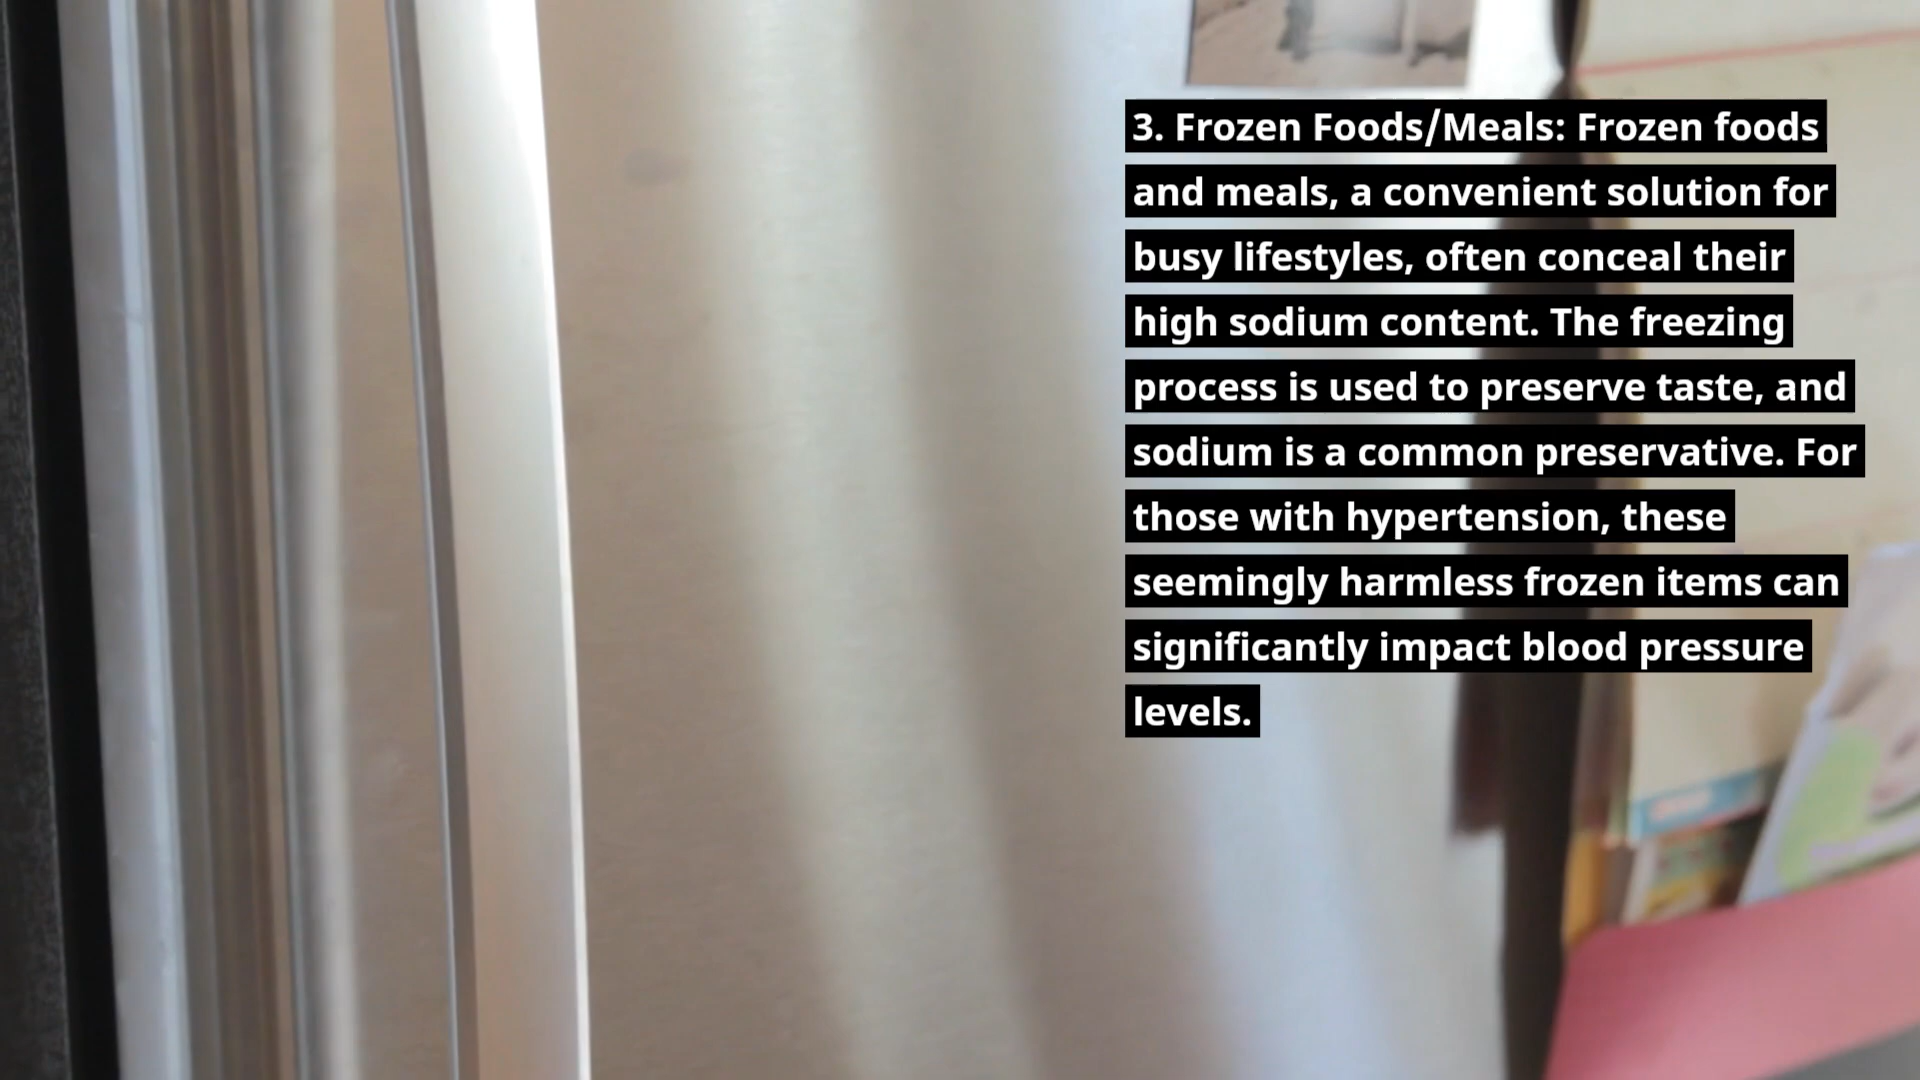 3. Frozen Foods/Meals: Frozen foods
and meals, a convenient solution for
busy lifestyles, often conceal their
high sodium content. The freezing
process is used to preserve taste, and
sodium is a common preservative. For
those with hypertension, these
seemingly harmless frozen items can
significantly impact blood pressure
levels.